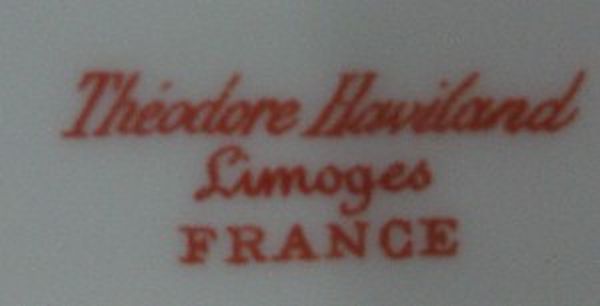 Théodore Haviland
Limoges
FRANCE